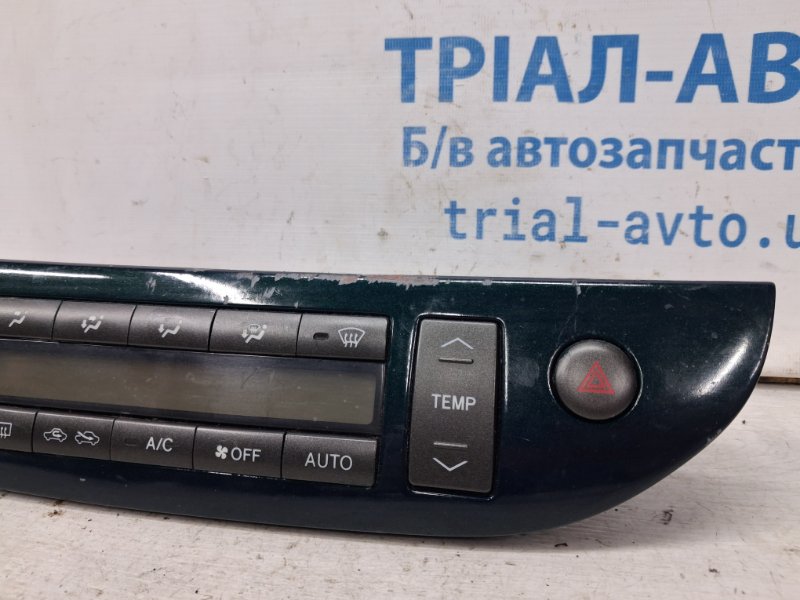 ТРІАЛ-АВ
Б/в автозапчаст
trial-avto.u
TEMP
A/C
OFF
AUTO